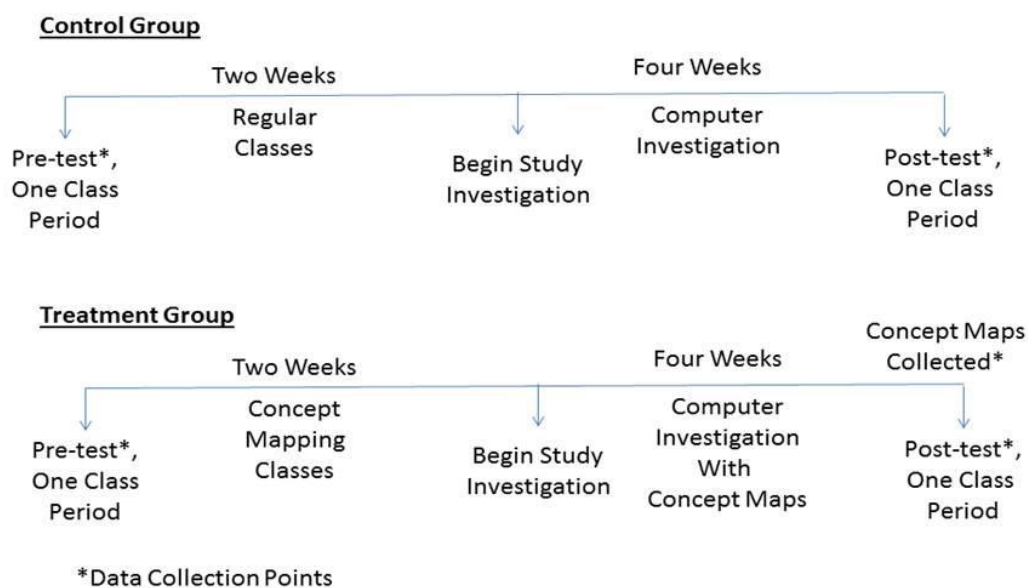 Control Group
Two Weeks
Four Weeks
Regular
Classes
Computer
Investigation
Pre-test*,
One Class
Period
Begin Study
Investigation
Post-test*,
One Class
Period
Treatment Group
Concept Maps
Collected*
Two Weeks
Four Weeks
Concept
Mapping
Classes
Computer
Investigation
With
Concept Maps
Pre-test*,
One Class
Period
Begin Study
Investigation
Post-test*,
One Class
Period
*Data Collection Points